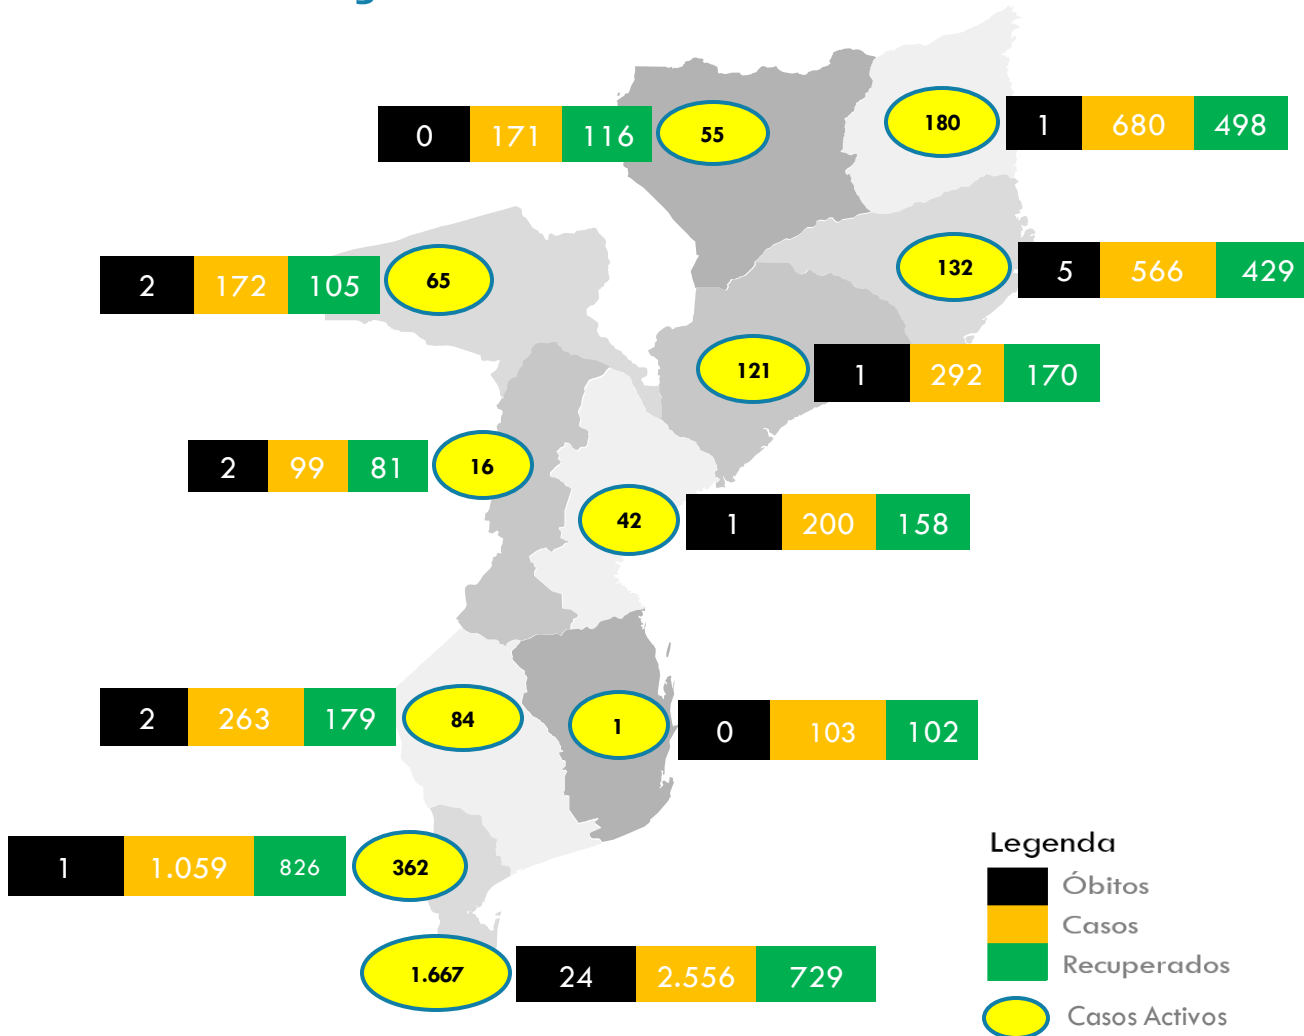 0 171 116 55
180 1 680 498
65
2 172 105
132 5 566 429
121 1 292 170
2 99 81 16
42 1 200 158
2 263 179 84
1 0 103 102
1 1.059 826 362
1.667 24 2.556 729
Legenda
Óbitos
Casos
Recuperados
Casos Activos